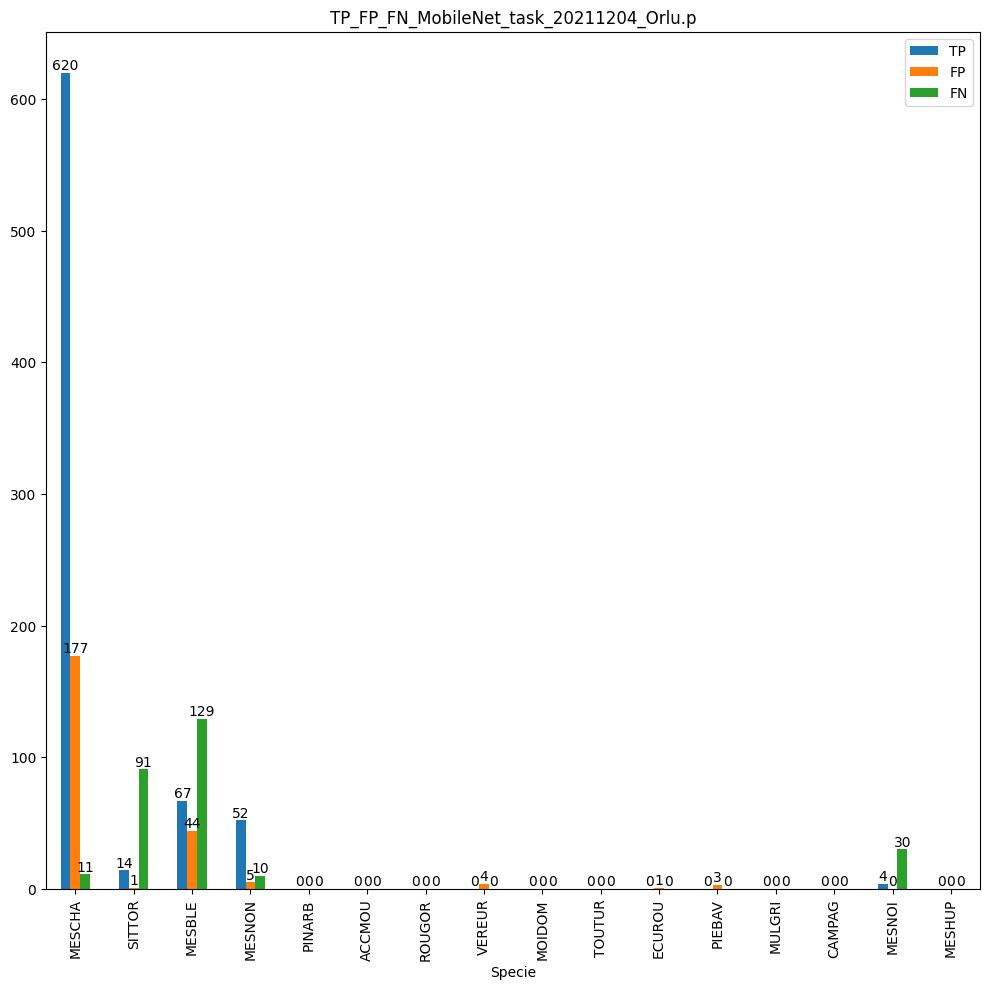 TP_FP_FN_MobileNet_task_20211204_Orlu.p
TP
FP
FN
600
500
400
300
200
100
0
620 177 11
14 1 91
67 44 129
52 5 10
0 0 0
0 0 0
0 0 0
0 4 0
0 0 0
0 0 0
0 1 0
0 3 0
0 0 0
0 0 0
4 0 30
0 0 0
MESCHA
SITTOR
MESBLE
MESNON
PINARB
ACCMOU
ROUGOR
VEREUR
MOIDOM
TOUTUR
ECUROU
PIEBAV
MULGRI
CAMPAG
MESNOI
MESHUP
Specie